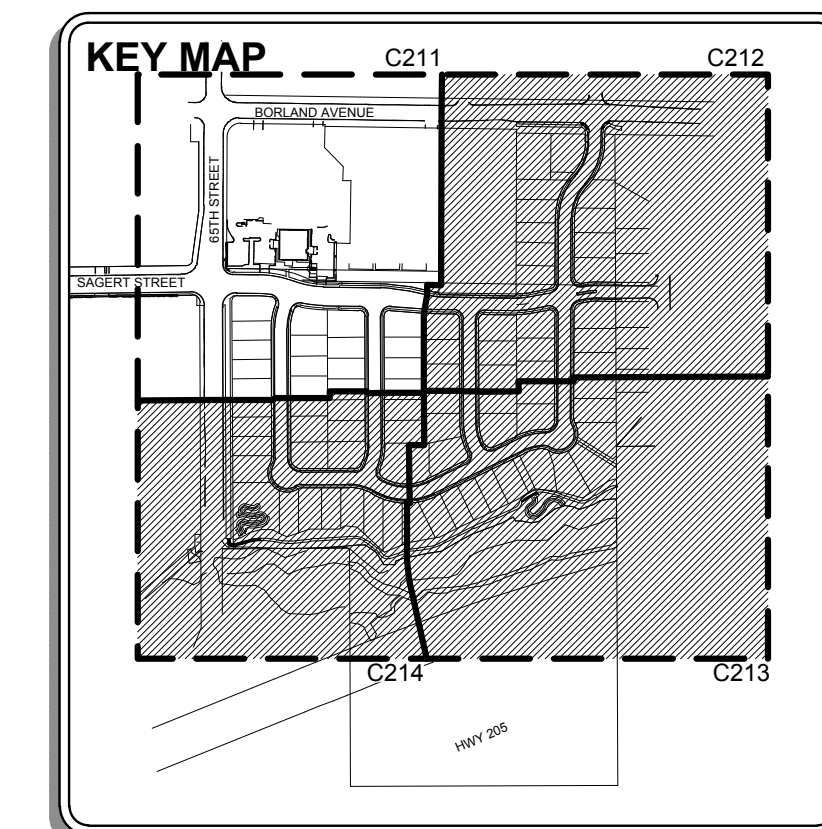 KEY MAP
C211
C212
BORLAND AVENUE
65TH STREET
SAGERT STREET
C214
C213
HWY 205